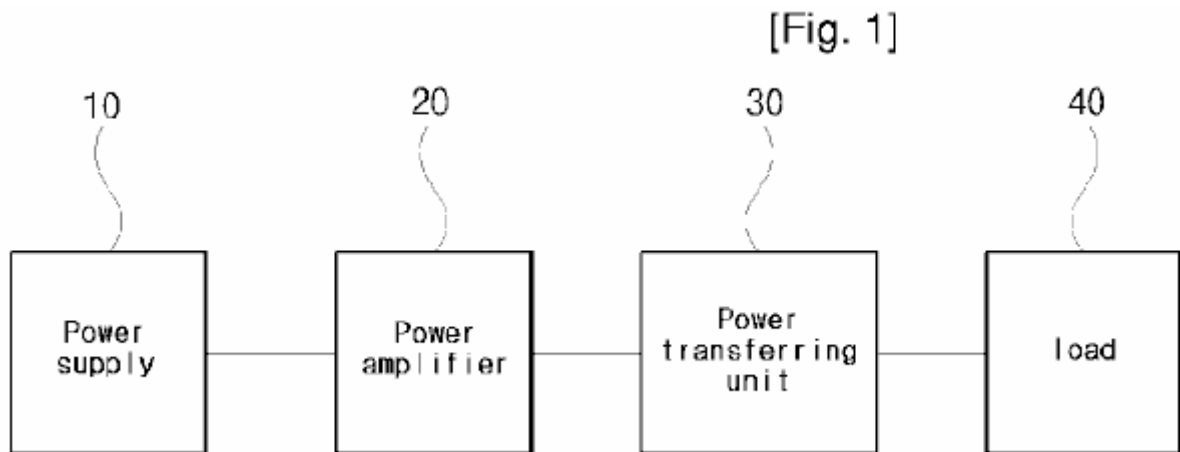 [Fig. 1]
10
20
30
40
Power
supply
Power
amplifier
Power
transferring
unit
load